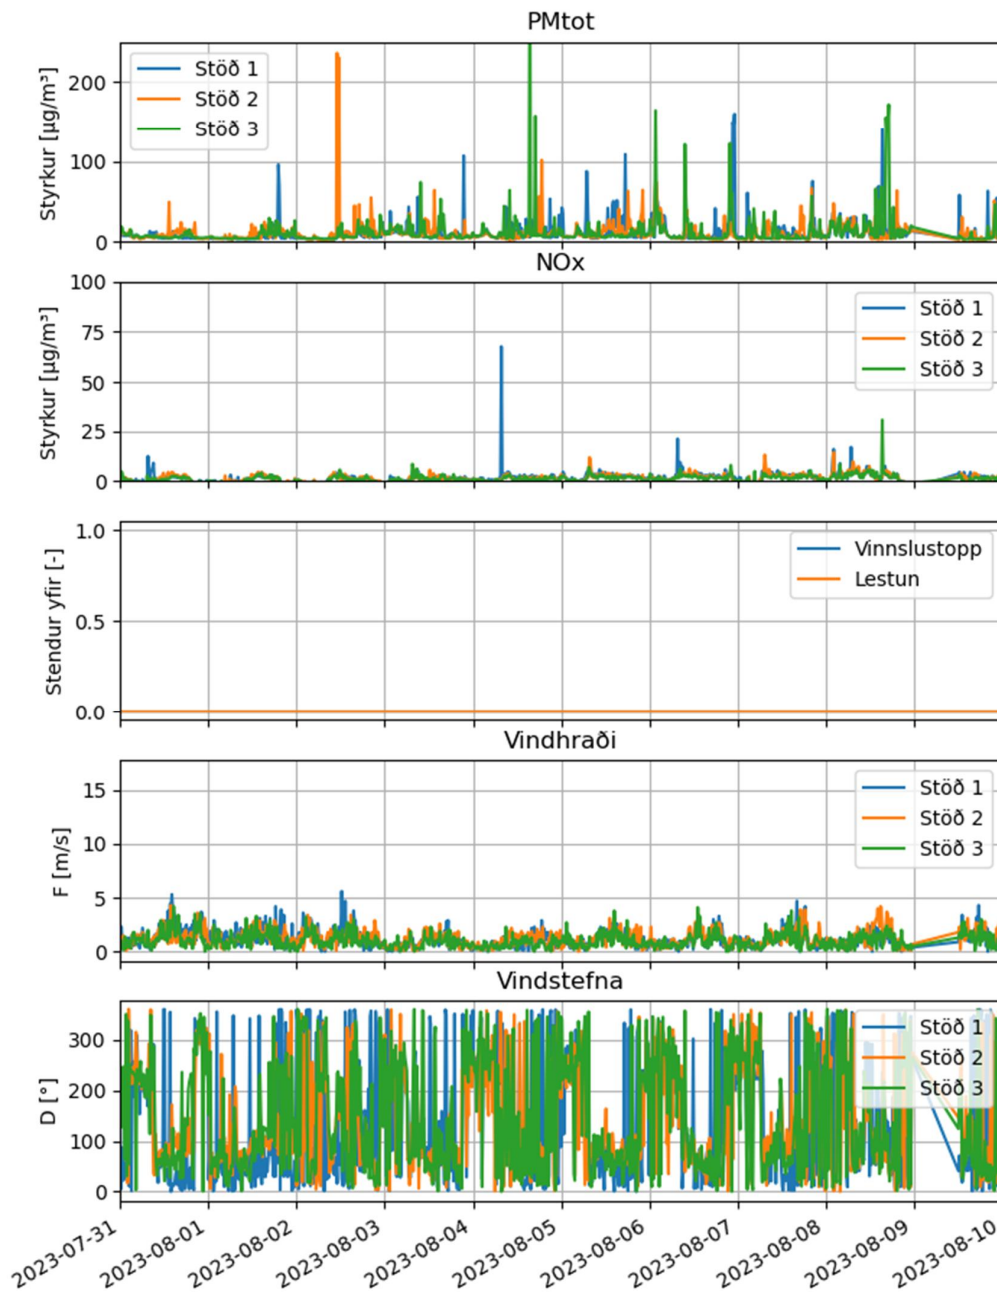 PMtot
Styrkur [µg/m³]
200
100
0
Stöð 1
Stöð 2
Stöð 3
NOx
Styrkur [µg/m³]
100
75
50
25
0
Stöð 1
Stöð 2
Stöð 3
Stendur yfir [-]
1.0
0.5
0.0
Vinnslustopp
Lestun
Vindhraði
F [m/s]
15
10
5
0
Stöð 1
Stöð 2
Stöð 3
Vindstefna
D [°]
300
200
100
0
Stöð 1
Stöð 2
Stöð 3
2023-07-31
2023-08-01
2023-08-02
2023-08-03
2023-08-04
2023-08-05
2023-08-06
2023-08-07
2023-08-08
2023-08-09
2023-08-10